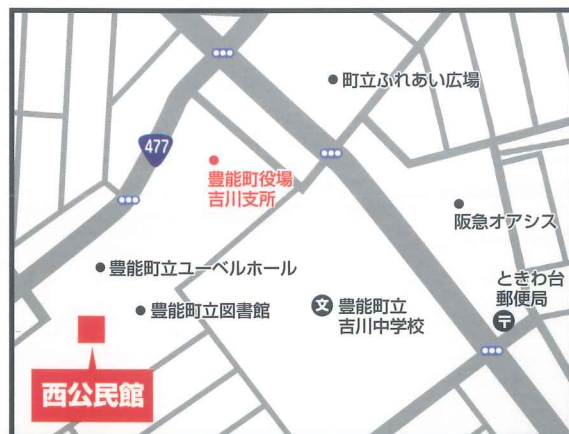 町立ふれあい広場
477
豊能町役場
吉川支所
阪急オアシス
豊能町立ユーベルホール
ときわ台
郵便局
豊能町立図書館
文
豊能町立
吉川中学校
〒
西公民館